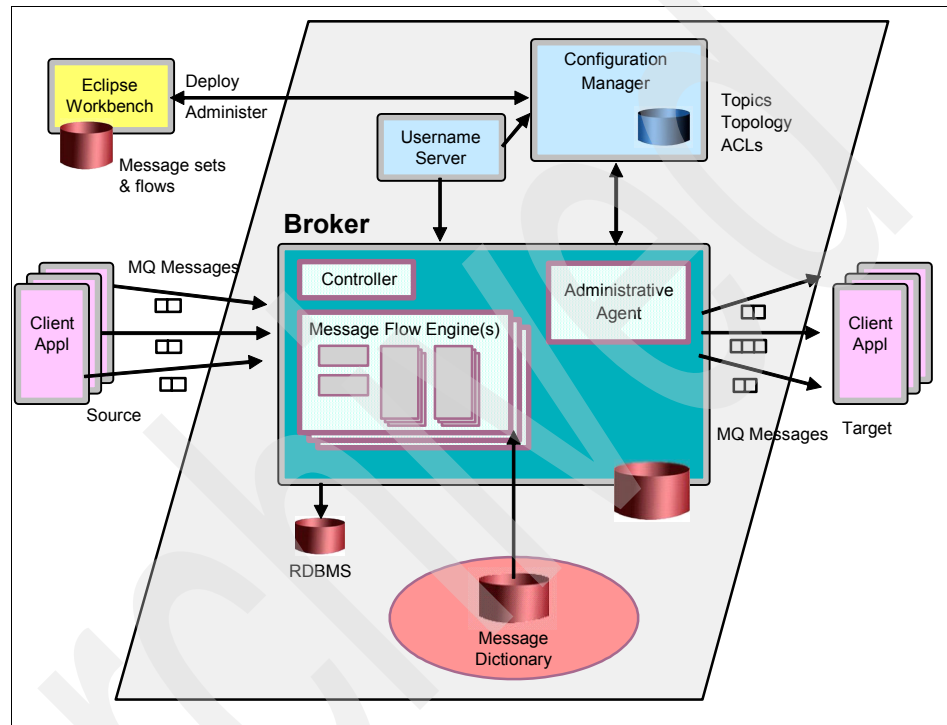 Eclipse
Workbench
Deploy
Administer
Message sets
& flows
Configuration
Manager
Topics
Topology
ACLs
Username
Server
Broker
MQ Messages
Client
Appl
Source
Controller
Message Flow Engine(s)
Administrative
Agent
Client
Appl
MQ Messages
Target
RDBMS
Message
Dictionary